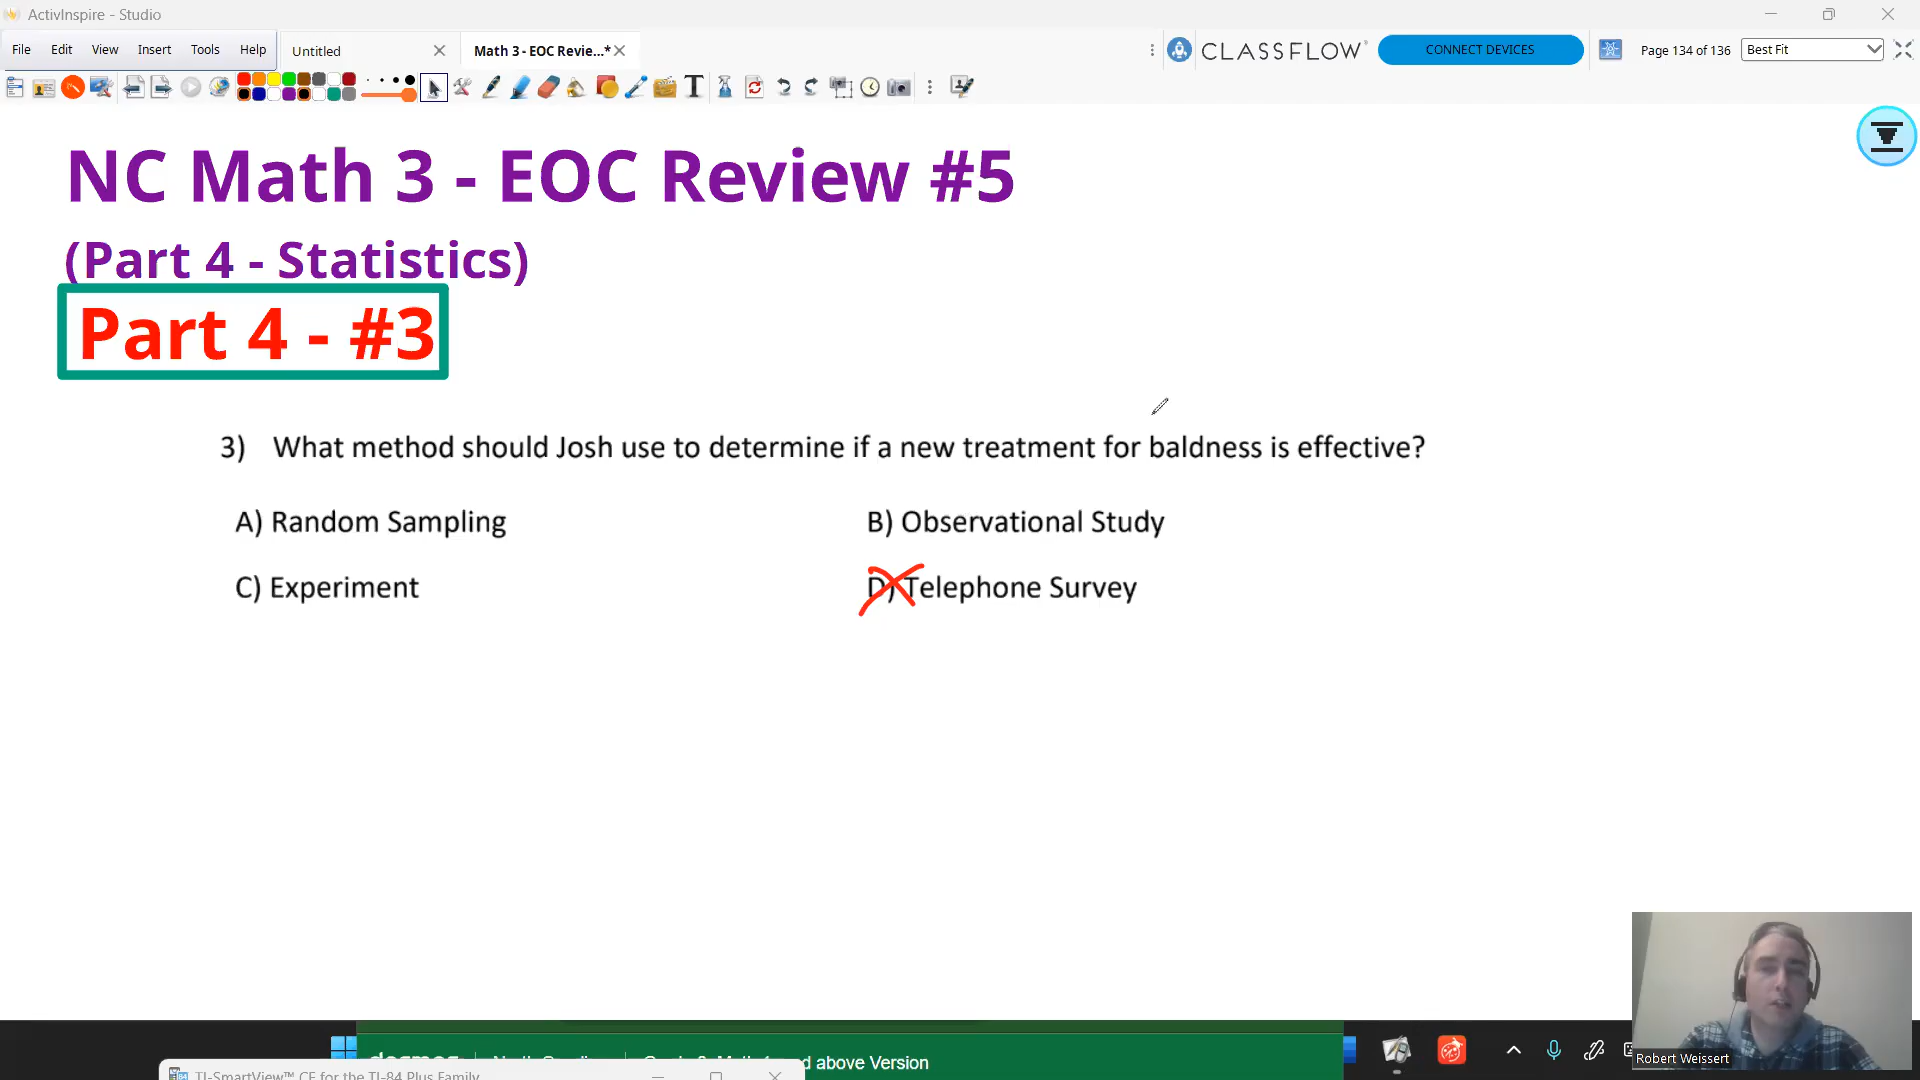 ActivInspire - Studio
File Edit View Insert Tools Help
Untitled
Math 3 - EOC Revie...*
CLASSFLOW
CONNECT DEVICES
Page 134 of 136
Best Fit
NC Math 3 - EOC Review #5
(Part 4 - Statistics)
Part 4 - #3
3) What method should Josh use to determine if a new treatment for baldness is effective?
A) Random Sampling
B) Observational Study
C) Experiment
D) Telephone Survey
above Version
TI-SmartView™ CE for the TI-84 Plus Family
Robert Weissert